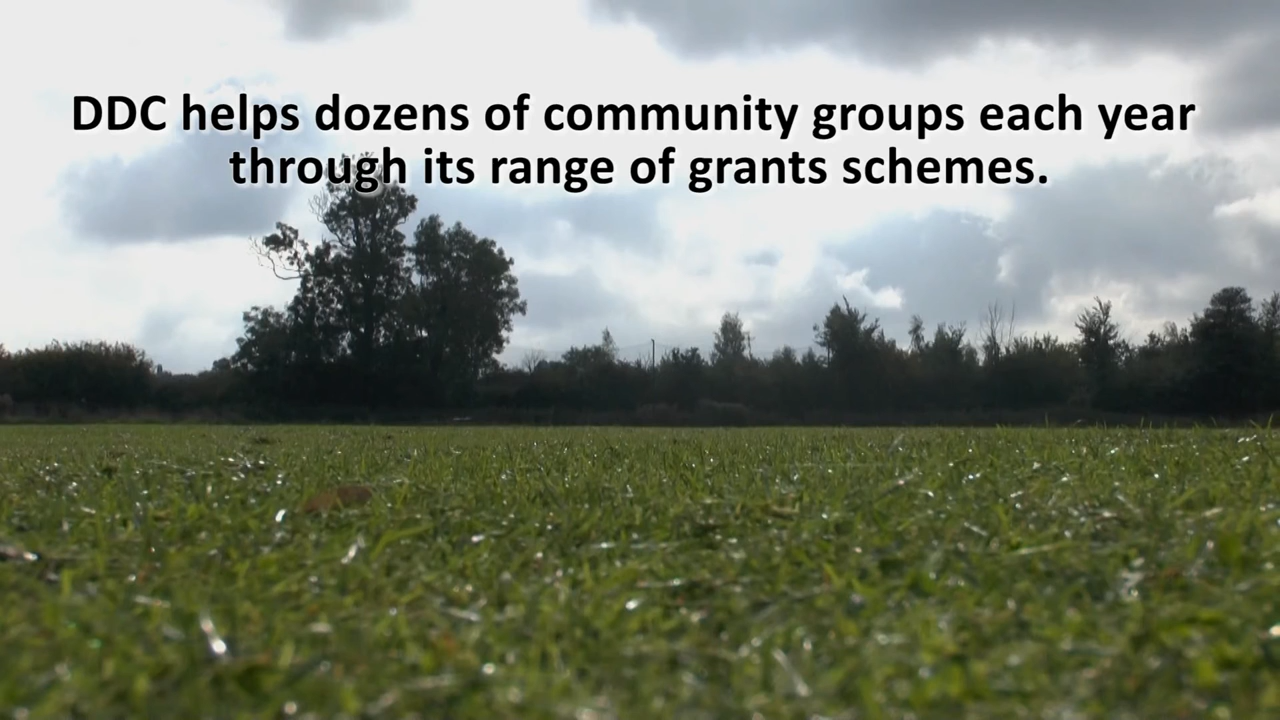 DDC helps dozens of community groups each year
through its range of grants schemes.